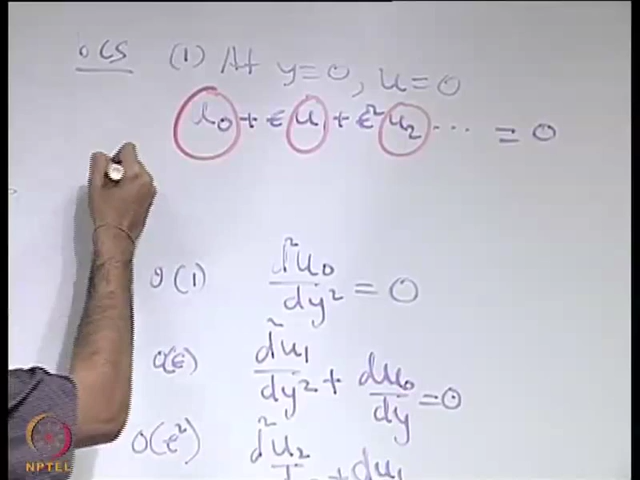 BCS (1) At y=0, u=0
u₀ + ϵ u₁ + ϵ² u₂ ... = 0
O(1) d²u₀/dy² = 0
O(ϵ) d²u₁/dy² + du₀/dy = 0
O(ϵ²) d²u₂/d + du₁
NPTEL